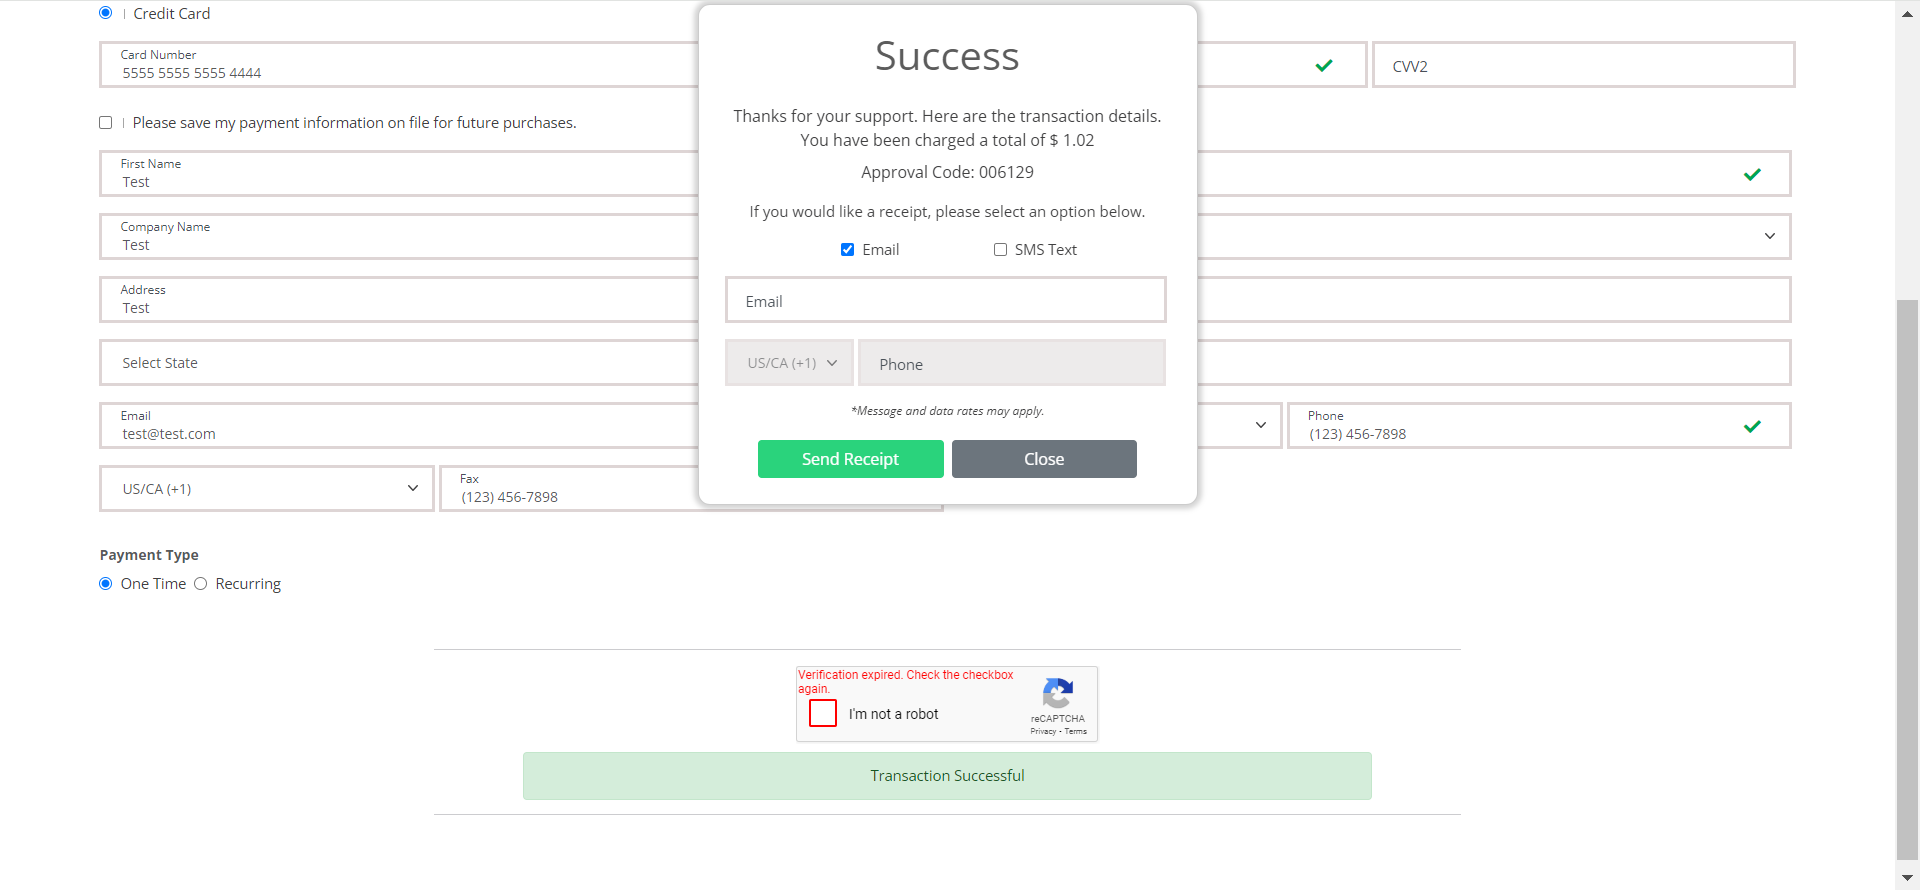 Credit Card
Card Number
5555 5555 5555 4444
CVV2
Please save my payment information on file for future purchases.
First Name
Test
Company Name
Test
Address
Test
Select State
Email
test@test.com
Phone
(123) 456-7898
US/CA (+1)
Fax
(123) 456-7898
Success
Thanks for your support. Here are the transaction details.
You have been charged a total of $ 1.02
Approval Code: 006129
If you would like a receipt, please select an option below.
Email
SMS Text
Email
US/CA (+1)
Phone
*Message and data rates may apply.
Send Receipt
Close
Payment Type
One Time
Recurring
Verification expired. Check the checkbox
again.
I'm not a robot
reCAPTCHA
Privacy - Terms
Transaction Successful